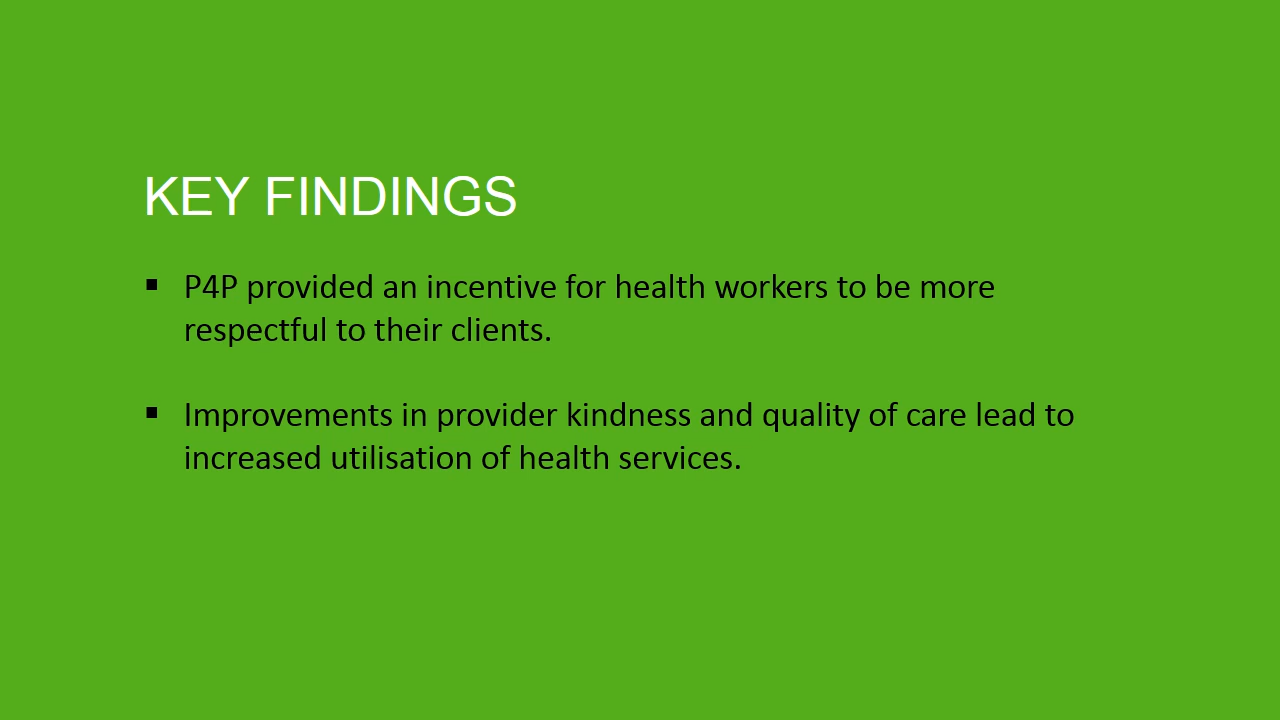 KEY FINDINGS
▪ P4P provided an incentive for health workers to be more
respectful to their clients.
▪ Improvements in provider kindness and quality of care lead to
increased utilisation of health services.